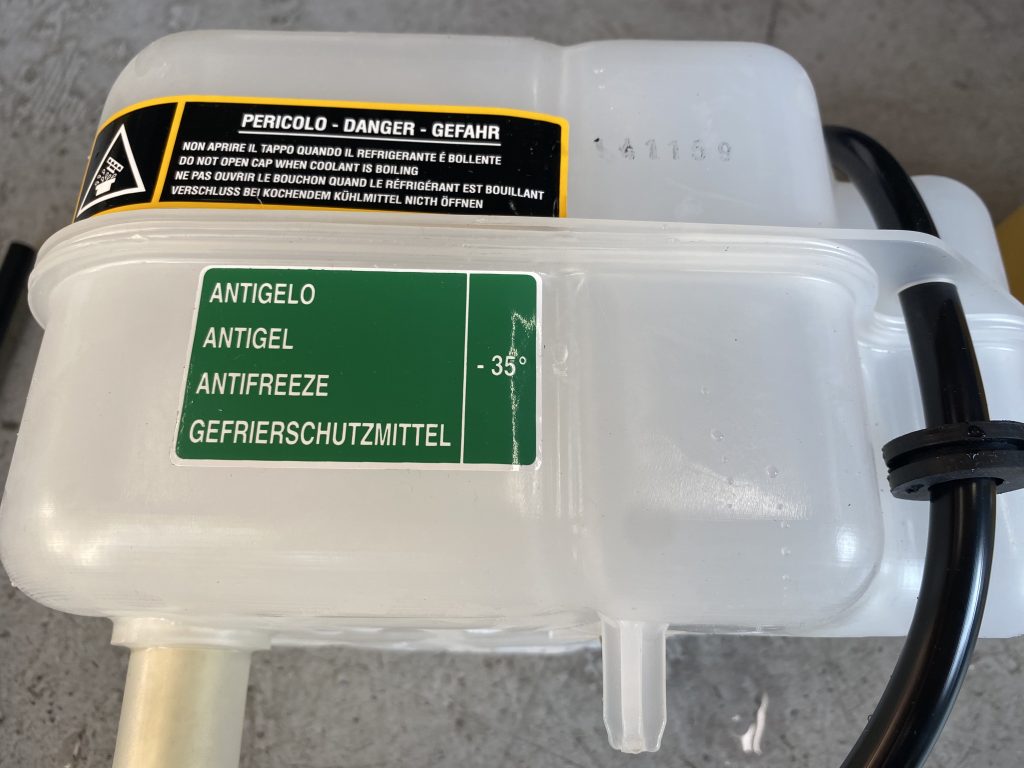 PERICOLO - DANGER - GEFAHR
NON APRIRE IL TAPPO QUANDO IL REFRIGERANTE É BOLLENTE
DO NOT OPEN CAP WHEN COOLANT IS BOILING
NE PAS OUVRIR LE BOUCHON QUAND LE RÉFRIGÉRANT EST BOUILLANT
VERSCHLUSS BEI KOCHENDEM KÜHLMITTEL NICTH ÖFFNEN
ANTIGELO
ANTIGEL
ANTIFREEZE
GEFRIERSCHUTZMITTEL
- 35°